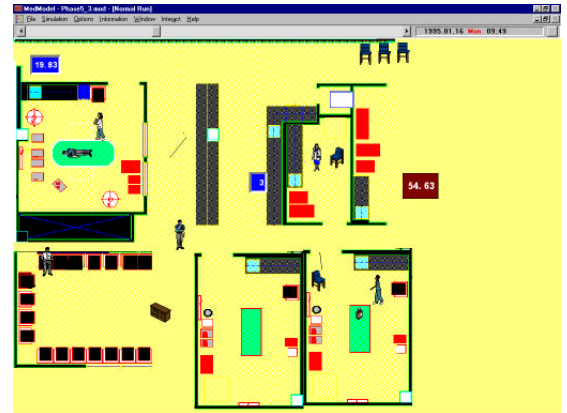 MedModel - Phase5_3.mod - [Normal Run]
File Simulation Options Information Window Interact Help
1995.01.16 Mon 09:49
19.83
3
54.63